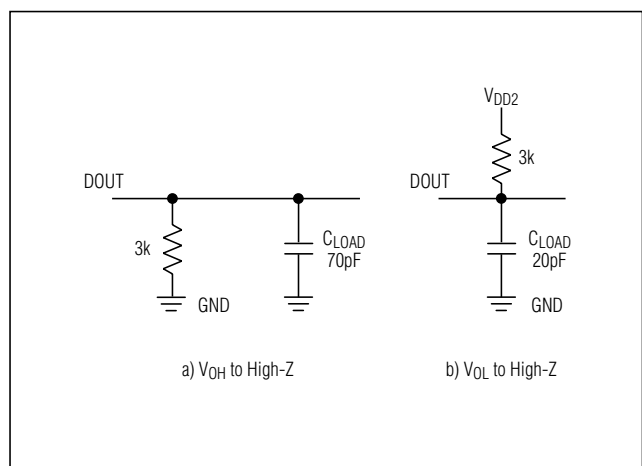 DOUT
3k
GND
CLOAD
70pF
a) VOH to High-Z
VDD2
3k
DOUT
CLOAD
20pF
GND
b) VOL to High-Z